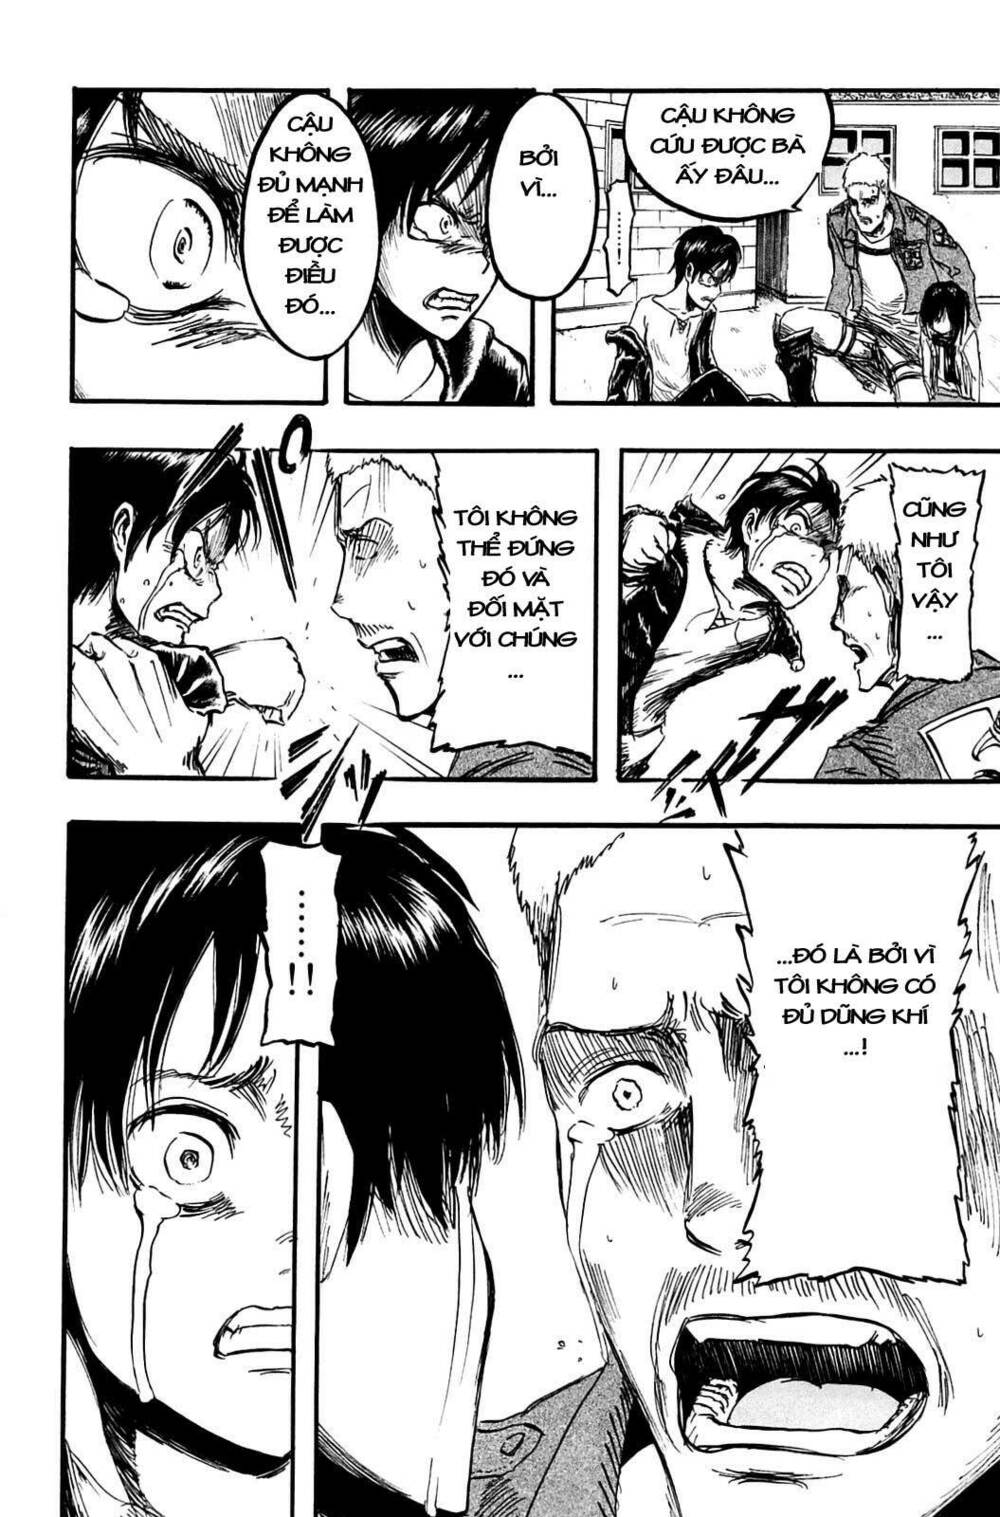 CẬU KHÔNG
CỨU ĐƯỢC BÀ
ẤY ĐÂU...
......
BỞI
VÌ...
CẬU
KHÔNG
ĐỦ MẠNH
ĐỂ LÀM
ĐƯỢC
ĐIỀU
ĐÓ...
CŨNG
NHƯ
TÔI
VẬY
...
TÔI KHÔNG
THỂ ĐỨNG
ĐÓ VÀ
ĐỐI MẶT
VỚI CHÚNG
...
...ĐÓ LÀ BỞI VÌ
TÔI KHÔNG CÓ
ĐỦ DŨNG KHÍ
...!
......!!